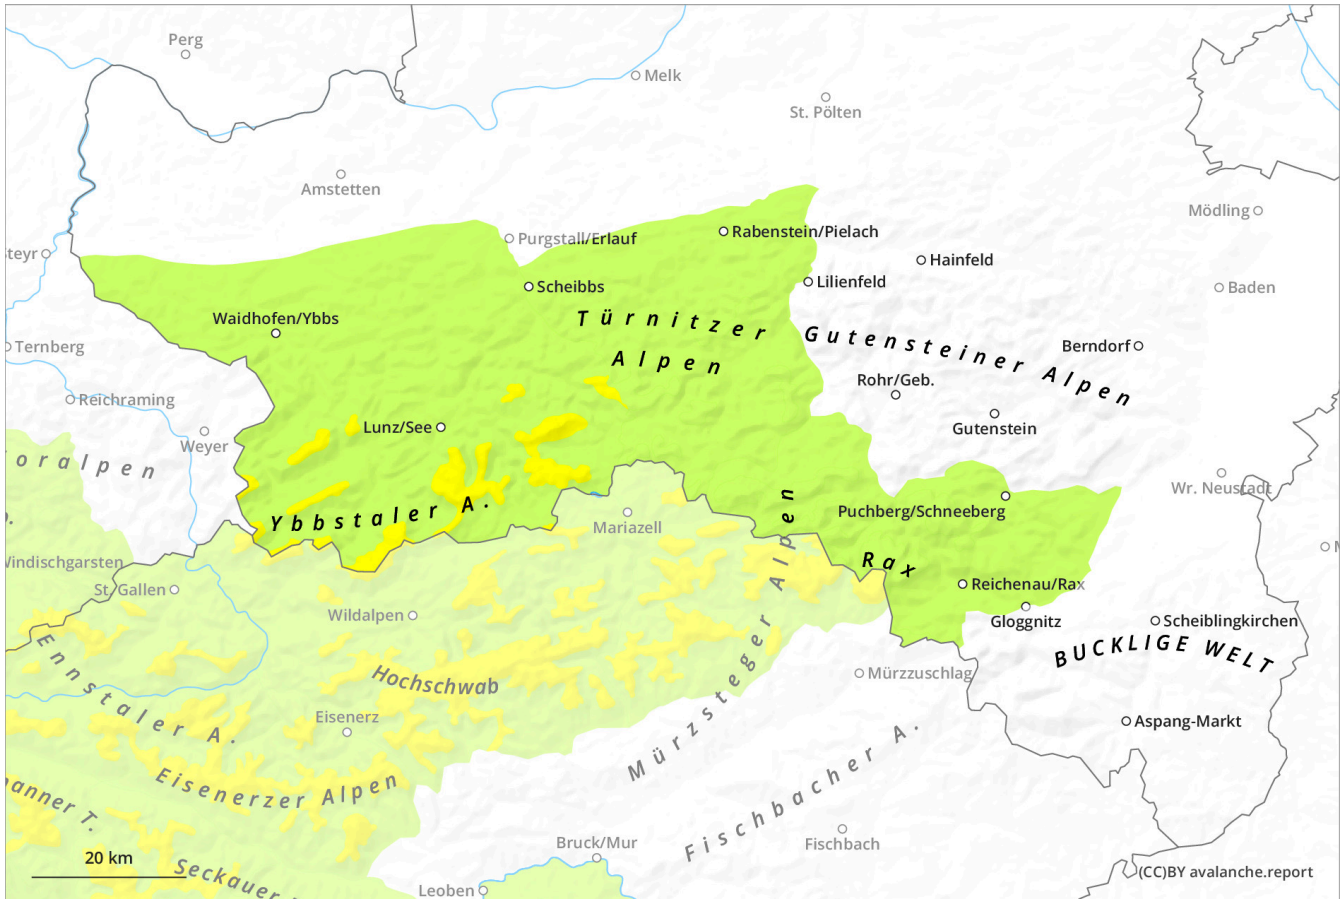 Perg
Melk
St. Pölten
Amstetten
Mödling
Purgstall/Erlauf
Rabenstein/Pielach
teyr
Hainfeld
Lilienfeld
Scheibbs
Baden
Waidhofen/Ybbs
Türnitzer
Alpen
Gutensteiner Alpen
Ternberg
Berndorf
Rohr/Geb.
Reichraming
Lunz/See
Gutenstein
Weyer
oralpen
Wr. Neustadt
Puchberg/Schneeberg
Ybbstaler A.
Mariazell
Rax
Windischgarsten
St. Gallen
Reichenau/Rax
Wildalpen
Gloggnitz
Scheiblingkirchen
BUCKLIGE WELT
Ennstaler A.
Hochschwab
Mürzsteger Alpen
Mürzzuschlag
Eisenerz
Aspang-Markt
Eisenerzer Alpen
Fischbacher A.
anner T.
Bruck/Mur
Fischbach
20 km
Seckauer
Leoben
(CC)BY avalanche.report